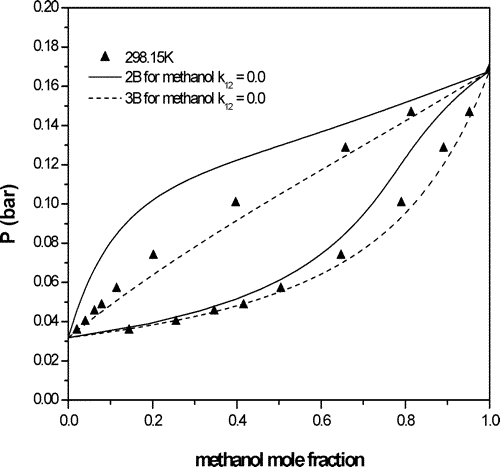 0.20
0.18
0.16
0.14
0.12
0.10
0.08
0.06
0.04
0.02
0.00
P (bar)
298.15K
2B for methanol k12 = 0.0
3B for methanol k12 = 0.0
0.0 0.2 0.4 0.6 0.8 1.0
methanol mole fraction